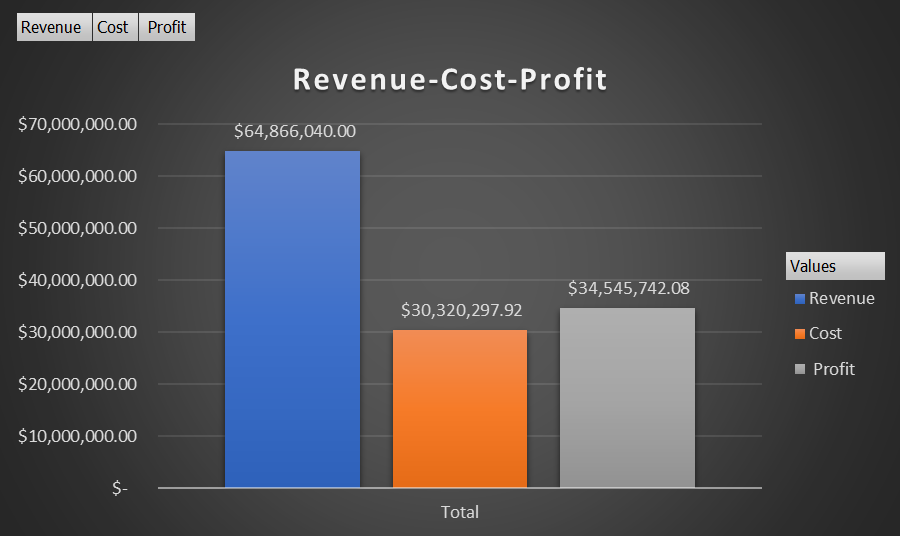 Revenue Cost Profit
Revenue-Cost-Profit
$70,000,000.00
$64,866,040.00
$60,000,000.00
$50,000,000.00
$40,000,000.00
$34,545,742.08
$30,320,297.92
$30,000,000.00
$20,000,000.00
$10,000,000.00
$-
Total
Values
Revenue
Cost
Profit